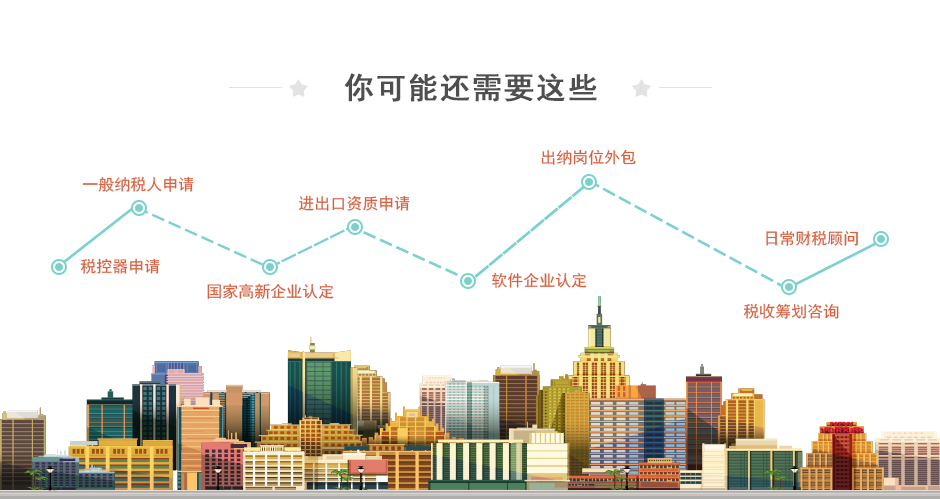 你可能还需要这些
出纳岗位外包
一般纳税人申请
进出口资质申请
日常财税顾问
税控器申请
软件企业认定
国家高新企业认定
税收筹划咨询